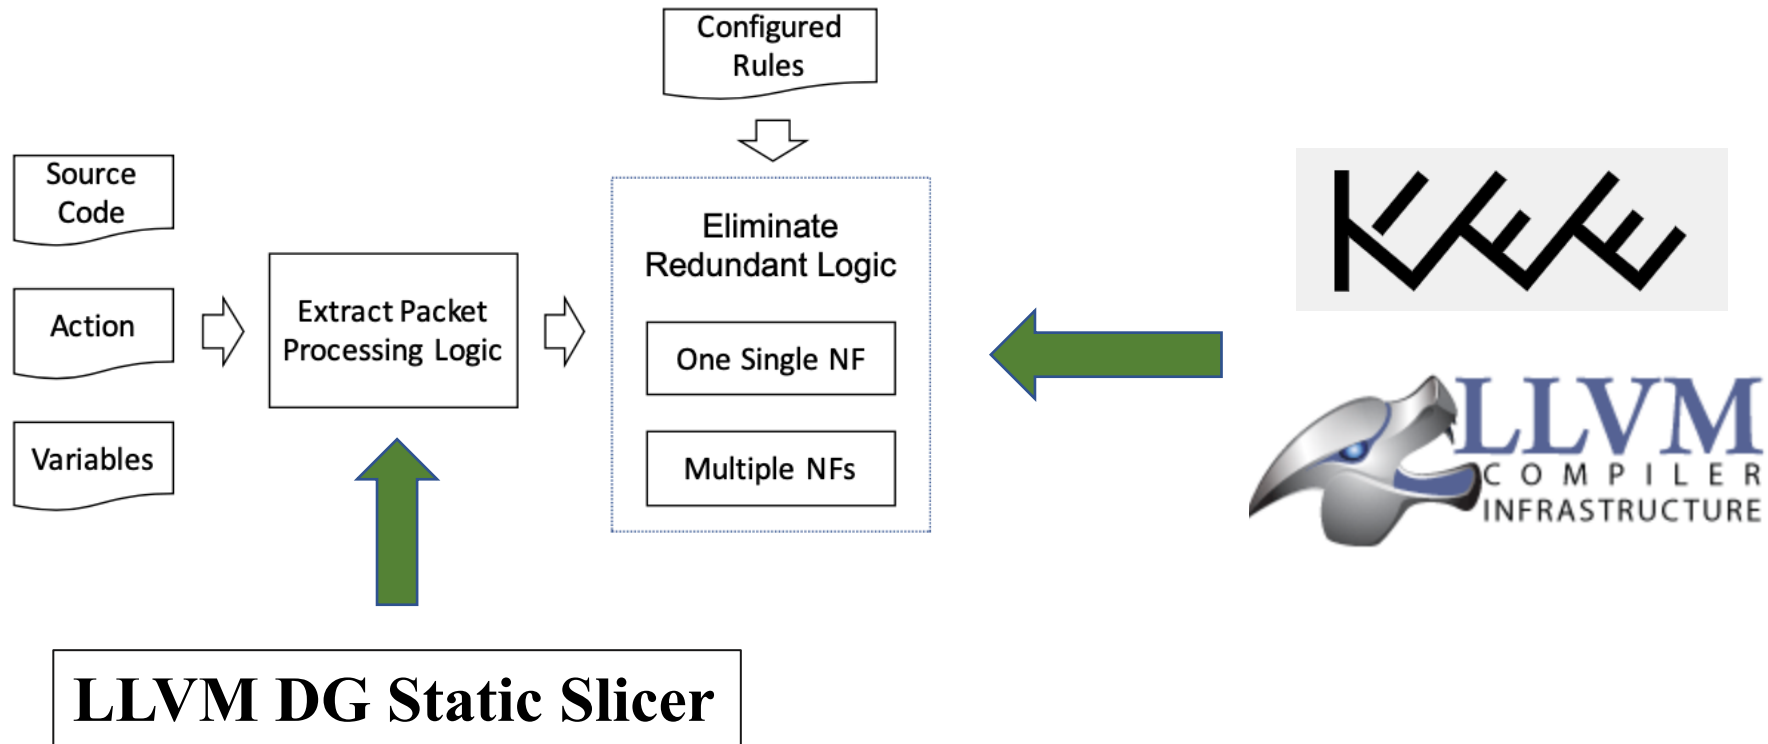 Configured
Rules
Source
Code
Action
Variables
Extract Packet
Processing Logic
Eliminate
Redundant Logic
One Single NF
Multiple NFs
KLEE
LLVM
COMPILER
INFRASTRUCTURE
LLVM DG Static Slicer